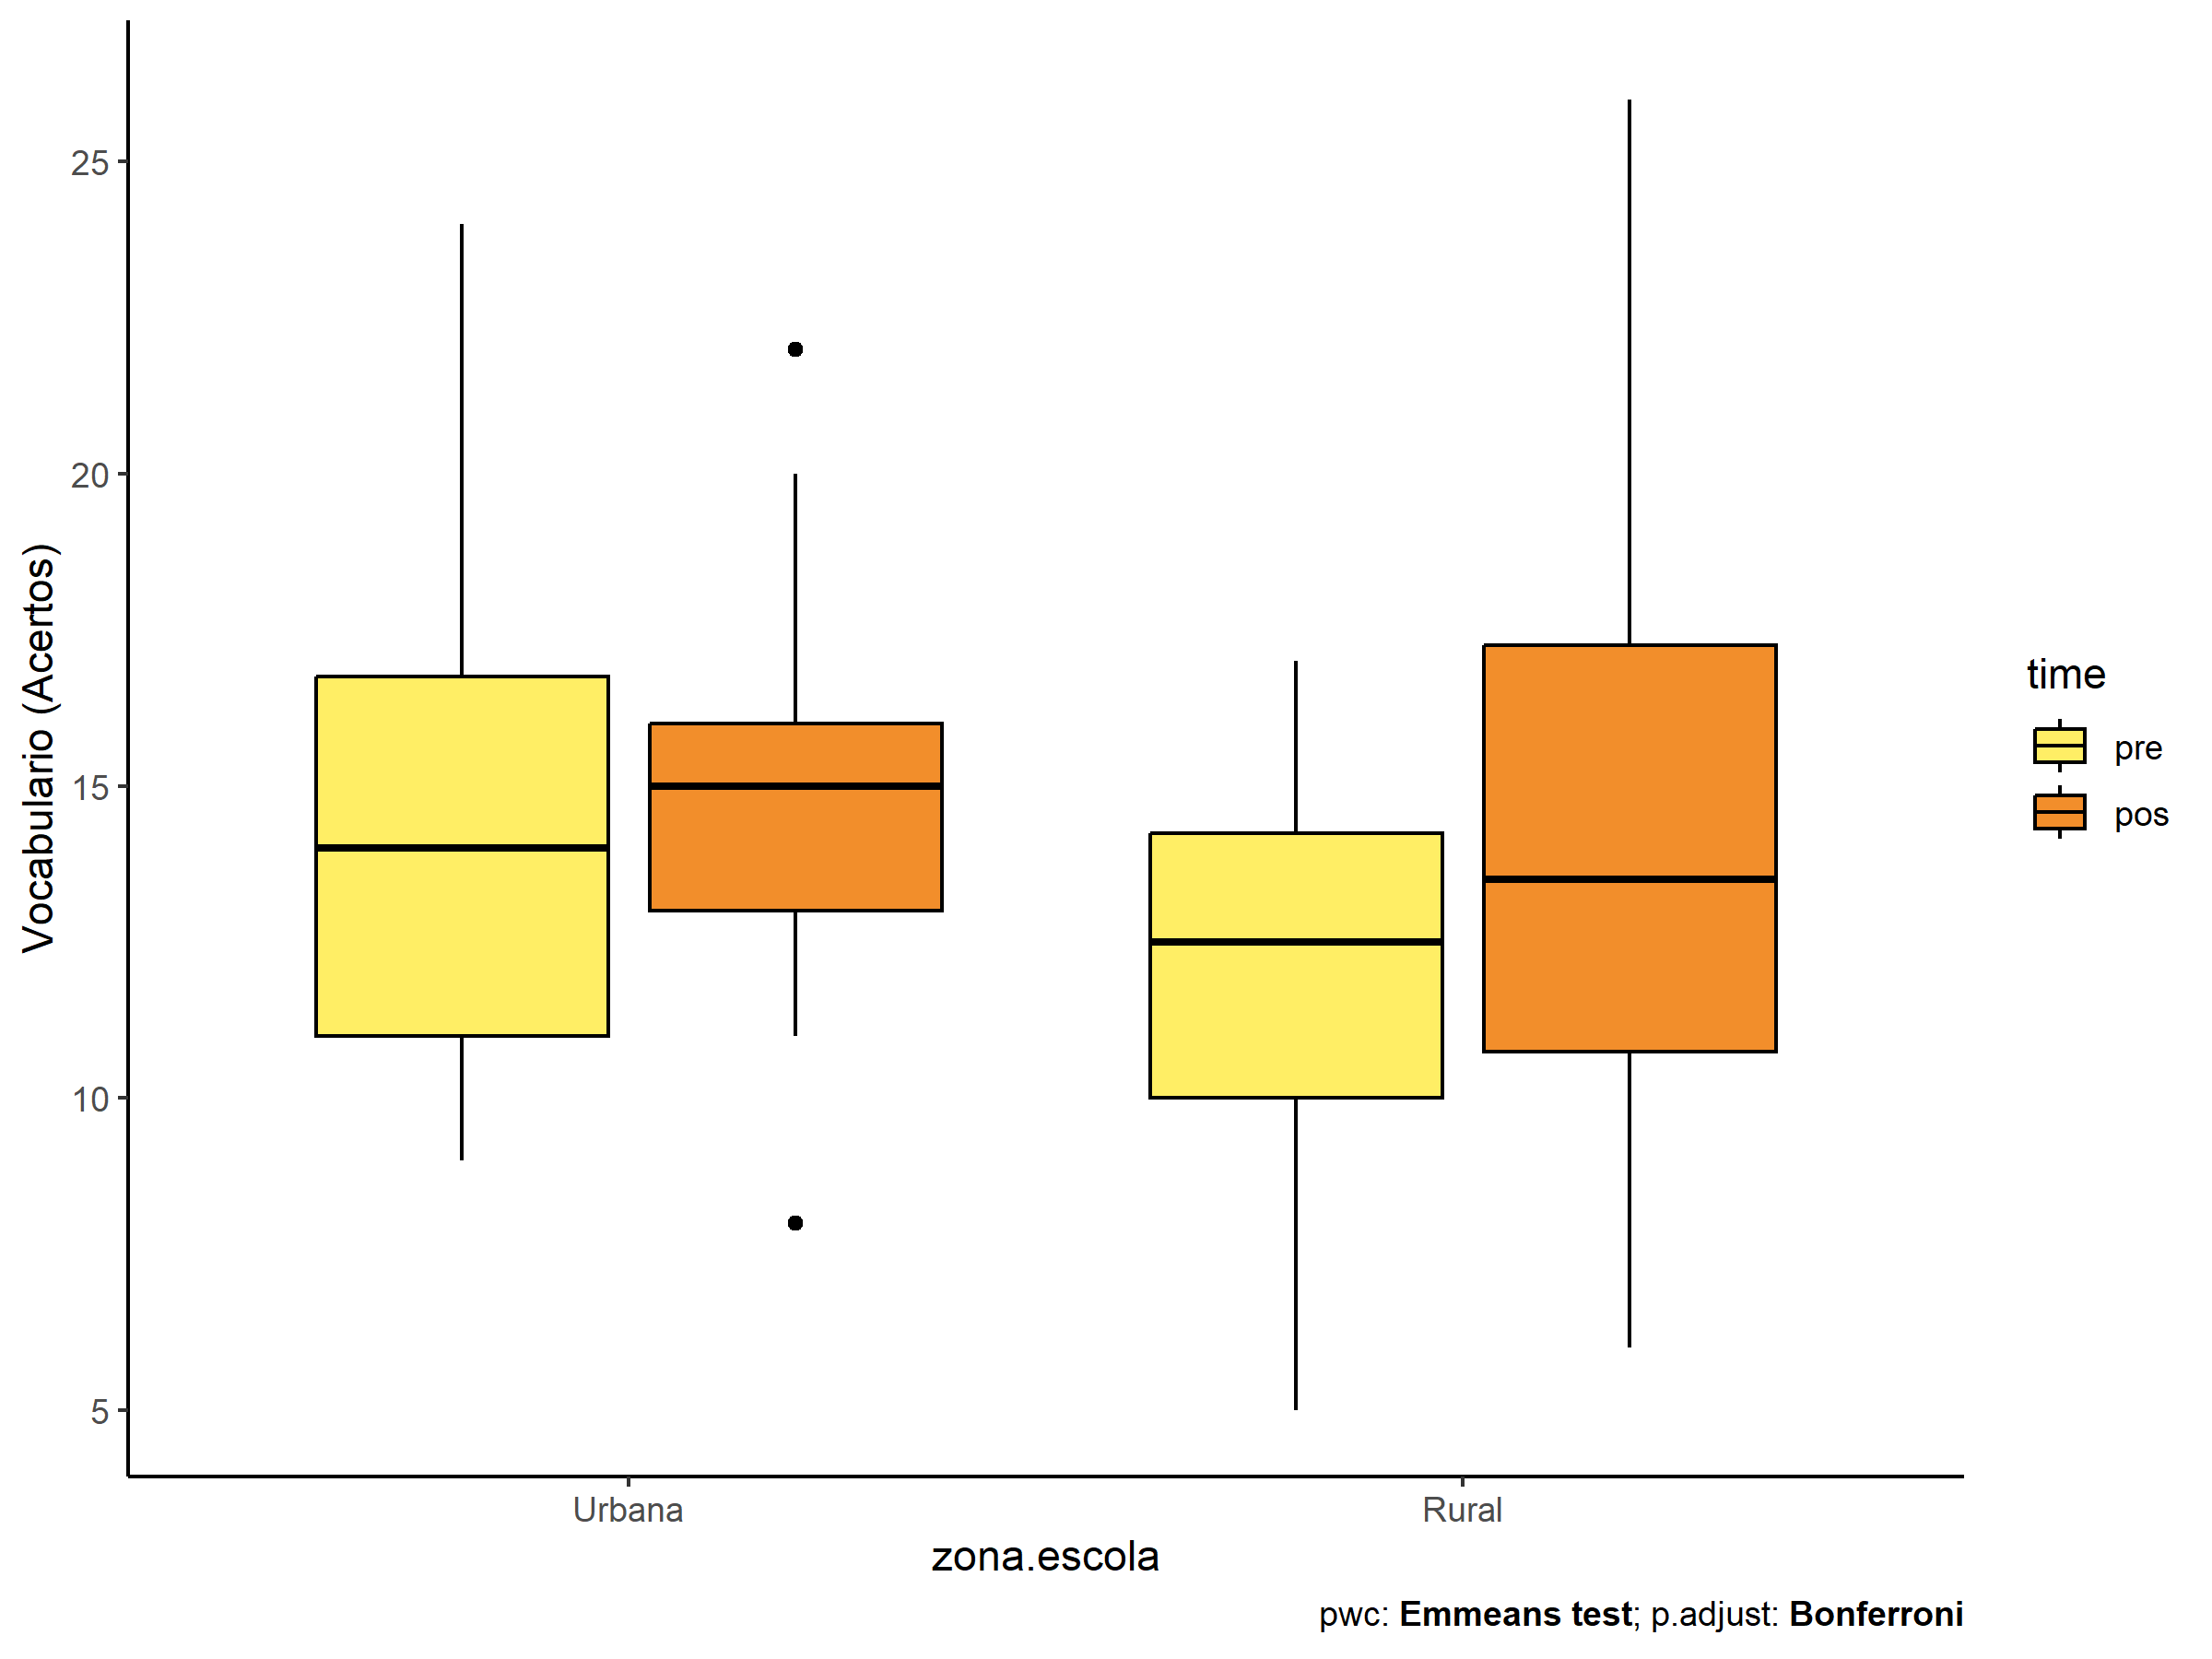 Vocabulario (Acertos)
25
20
15
10
5
Urbana
Rural
zona.escola
time
pre
pos
pwc: Emmeans test; p.adjust: Bonferroni